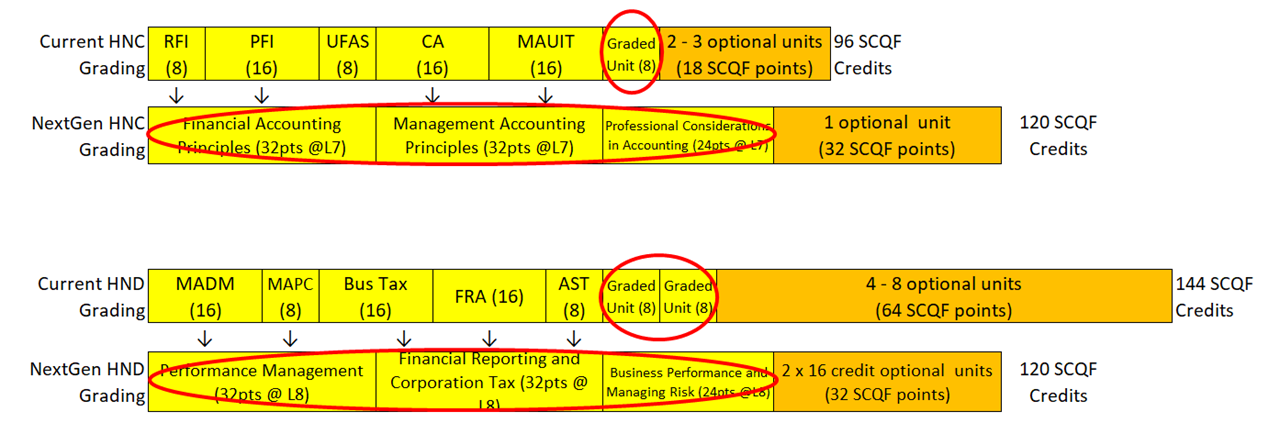 Current HNC
Grading
RFI
(8)
PFI
(16)
UFAS
(8)
CA
(16)
MAUIT
(16)
Graded
Unit (8)
2 - 3 optional units
(18 SCQF points)
96 SCQF
Credits
NextGen HNC
Grading
Financial Accounting
Principles (32pts @L7)
Management Accounting
Principles (32pts @L7)
Professional Considerations
in Accounting (24pts @ L7)
1 optional unit
(32 SCQF points)
120 SCQF
Credits
Current HND
Grading
MADM
(16)
MAPC
(8)
Bus Tax
(16)
FRA (16)
AST
(8)
Graded
Unit (8)
Graded
Unit (8)
4 - 8 optional units
(64 SCQF points)
144 SCQF
Credits
NextGen HND
Grading
Performance Management
(32pts @ L8)
Financial Reporting and
Corporation Tax (32pts @
L8)
Business Performance and
Managing Risk (24pts @L8)
2 x 16 credit optional units
(32 SCQF points)
120 SCQF
Credits